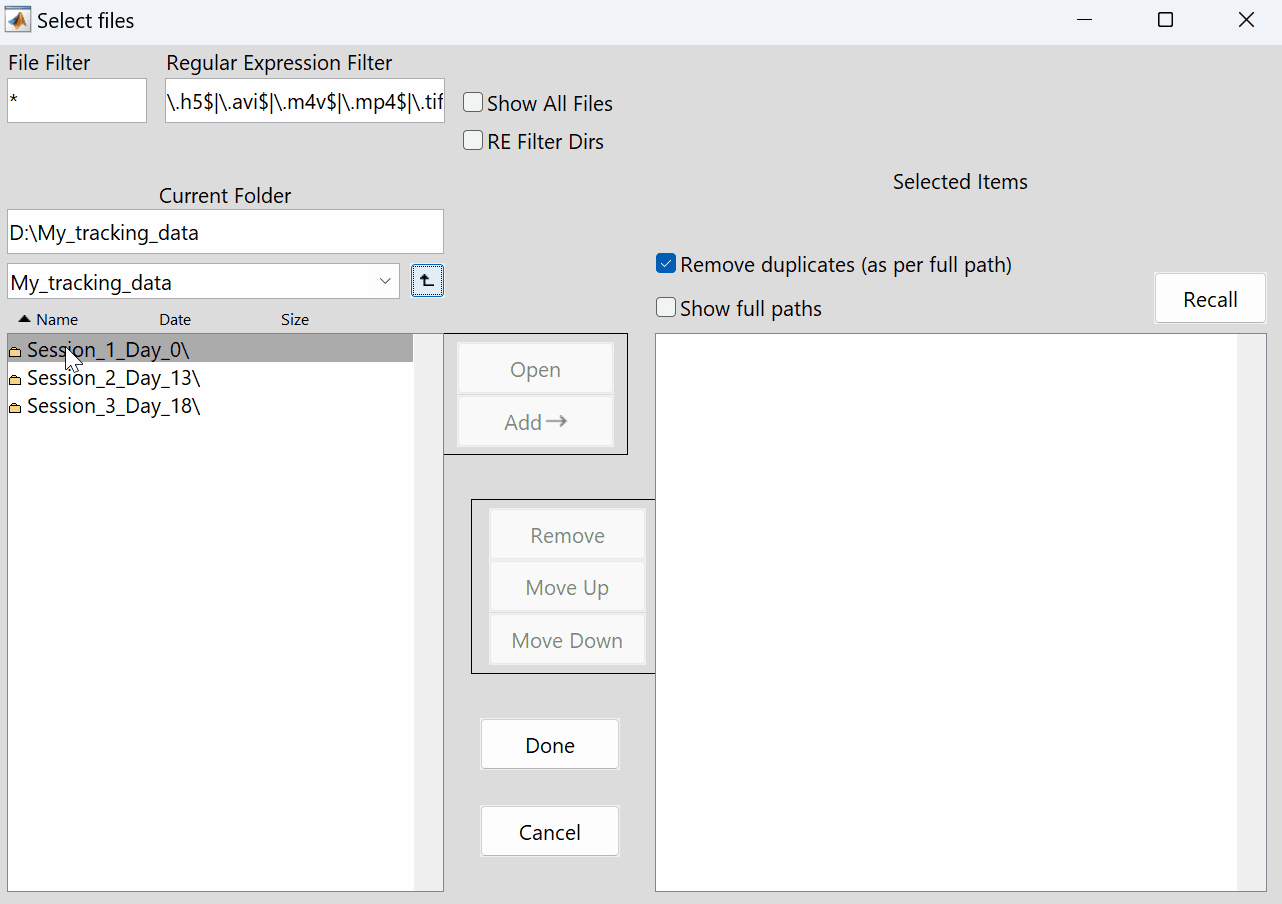 Select files
File Filter
Regular Expression Filter
*
\.h5$|\.avi$|\.m4v$|\.mp4$|\.tif
Show All Files
RE Filter Dirs
Current Folder
D:\My_tracking_data
My_tracking_data
Name Date Size
Session_1_Day_0\
Session_2_Day_13\
Session_3_Day_18\
Open
Add→
Remove
Move Up
Move Down
Done
Cancel
Selected Items
Remove duplicates (as per full path)
Show full paths
Recall